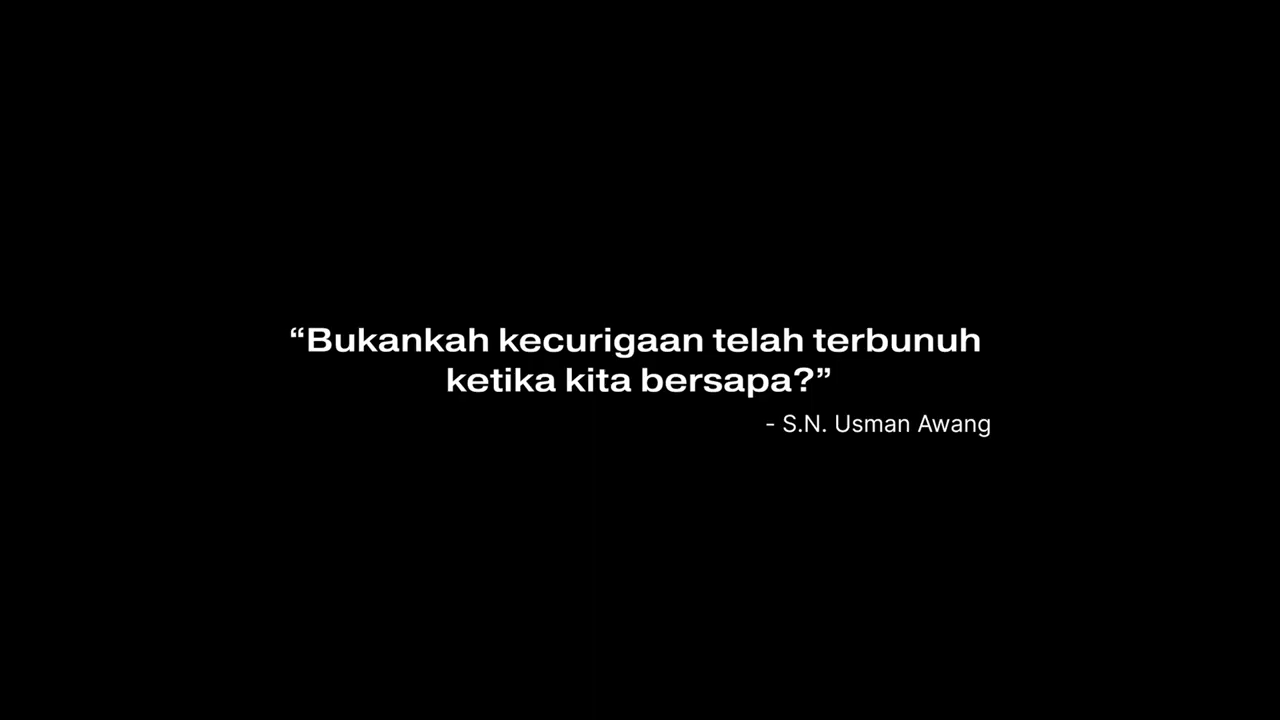 “Bukankah kecurigaan telah terbunuh
ketika kita bersapa?”
- S.N. Usman Awang